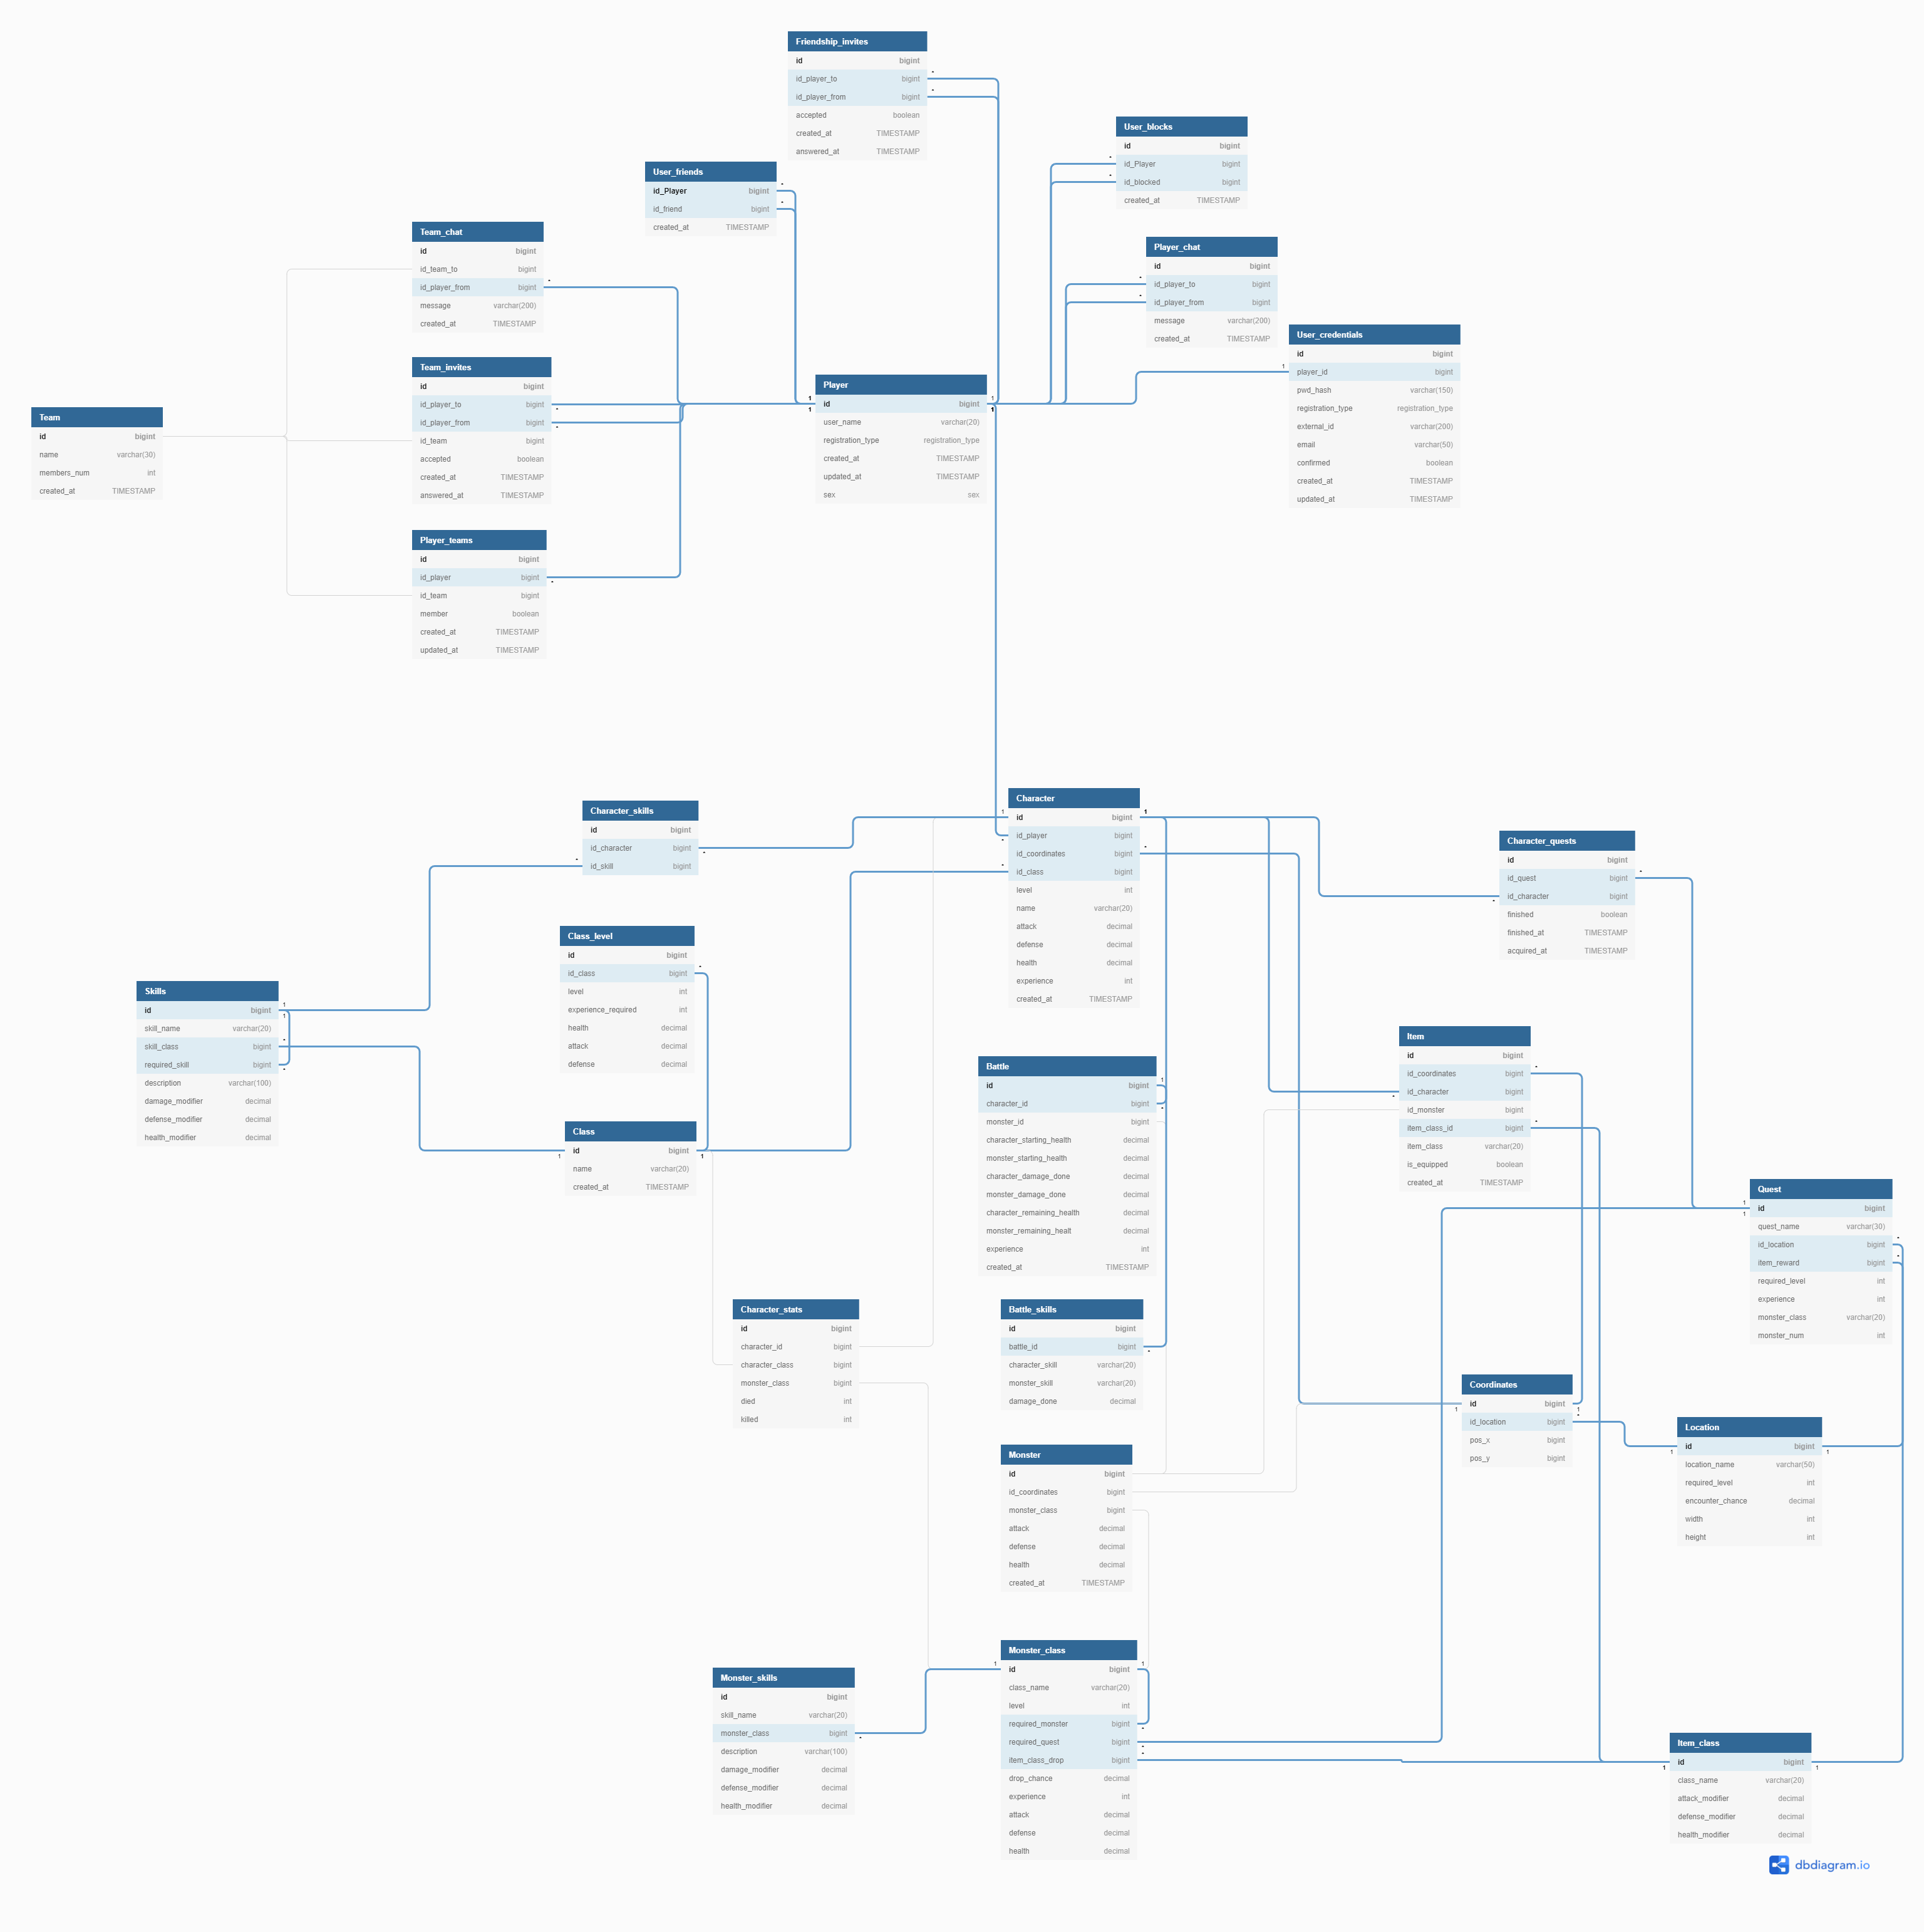 Friendship_invites
id bigint
id_player_to bigint
id_player_from bigint
accepted boolean
created_at TIMESTAMP
answered_at TIMESTAMP
User_blocks
id bigint
id_Player bigint
id_blocked bigint
created_at TIMESTAMP
User_friends
id_Player bigint
id_friend bigint
created_at TIMESTAMP
Team_chat
id bigint
id_team_to bigint
id_player_from bigint
message varchar(200)
created_at TIMESTAMP
Player_chat
id bigint
id_player_to bigint
id_player_from bigint
message varchar(200)
created_at TIMESTAMP
User_credentials
id bigint
player_id bigint
pwd_hash varchar(150)
registration_type registration_type
external_id varchar(200)
email varchar(50)
confirmed boolean
created_at TIMESTAMP
updated_at TIMESTAMP
Team_invites
id bigint
id_player_to bigint
id_player_from bigint
id_team bigint
accepted boolean
created_at TIMESTAMP
answered_at TIMESTAMP
Player
id bigint
user_name varchar(20)
registration_type registration_type
created_at TIMESTAMP
updated_at TIMESTAMP
sex sex
Team
id bigint
name varchar(30)
members_num int
created_at TIMESTAMP
Player_teams
id bigint
id_player bigint
id_team bigint
member boolean
created_at TIMESTAMP
updated_at TIMESTAMP
Character
id bigint
id_player bigint
id_coordinates bigint
id_class bigint
level int
name varchar(20)
attack decimal
defense decimal
health decimal
experience int
created_at TIMESTAMP
Character_skills
id bigint
id_character bigint
id_skill bigint
Character_quests
id bigint
id_quest bigint
id_character bigint
finished boolean
finished_at TIMESTAMP
acquired_at TIMESTAMP
Class_level
id bigint
id_class bigint
level int
experience_required int
health decimal
attack decimal
defense decimal
Skills
id bigint
skill_name varchar(20)
skill_class bigint
required_skill bigint
description varchar(100)
damage_modifier decimal
defense_modifier decimal
health_modifier decimal
Item
id bigint
id_coordinates bigint
id_character bigint
id_monster bigint
item_class_id bigint
item_class varchar(20)
is_equipped boolean
created_at TIMESTAMP
Battle
id bigint
character_id bigint
monster_id bigint
character_starting_health decimal
monster_starting_health decimal
character_damage_done decimal
monster_damage_done decimal
character_remaining_health decimal
monster_remaining_healt decimal
experience int
created_at TIMESTAMP
Class
id bigint
name varchar(20)
created_at TIMESTAMP
Quest
id bigint
quest_name varchar(30)
id_location bigint
item_reward bigint
required_level int
experience int
monster_class varchar(20)
monster_num int
Character_stats
id bigint
character_id bigint
character_class bigint
monster_class bigint
died int
killed int
Battle_skills
id bigint
battle_id bigint
character_skill varchar(20)
monster_skill varchar(20)
damage_done decimal
Coordinates
id bigint
id_location bigint
pos_x bigint
pos_y bigint
Location
id bigint
location_name varchar(50)
required_level int
encounter_chance decimal
width int
height int
Monster
id bigint
id_coordinates bigint
monster_class bigint
attack decimal
defense decimal
health decimal
created_at TIMESTAMP
Monster_class
id bigint
class_name varchar(20)
level int
required_monster bigint
required_quest bigint
item_class_drop bigint
drop_chance decimal
experience int
attack decimal
defense decimal
health decimal
Monster_skills
id bigint
skill_name varchar(20)
monster_class bigint
description varchar(100)
damage_modifier decimal
defense_modifier decimal
health_modifier decimal
Item_class
id bigint
class_name varchar(20)
attack_modifier decimal
defense_modifier decimal
health_modifier decimal
dbdiagram.io